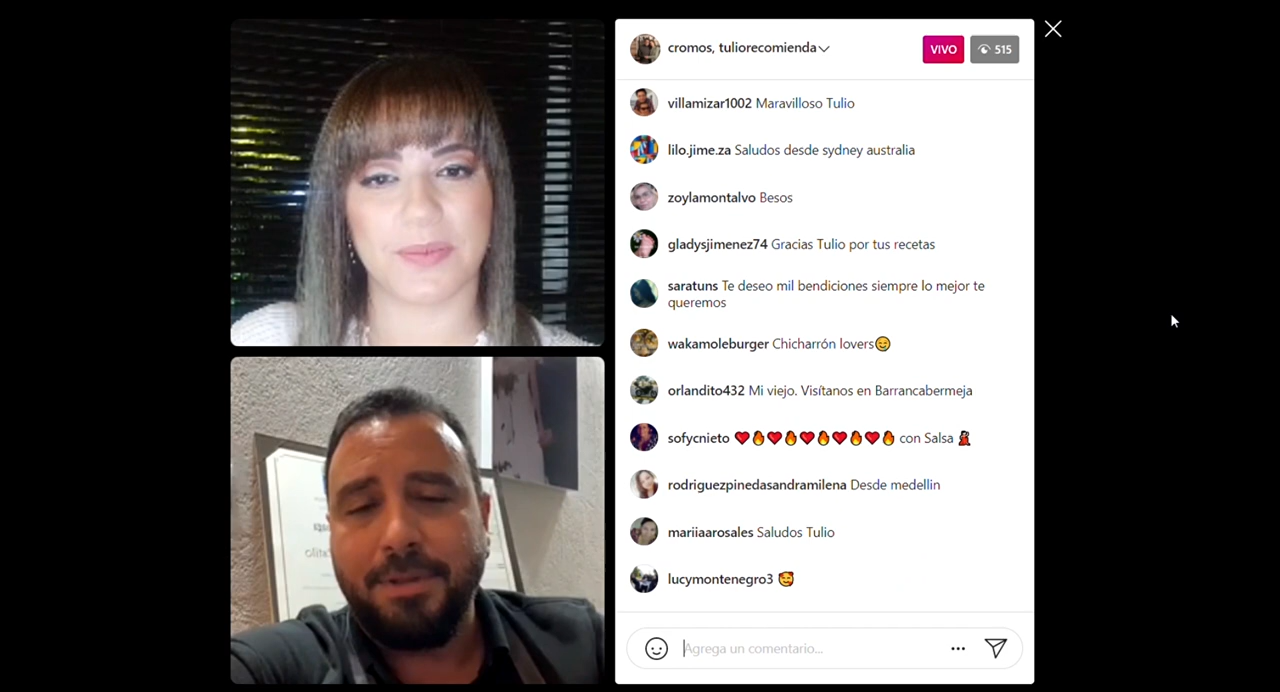 cromos, tuliorecomienda
VIVO
515
villamizar1002 Maravilloso Tulio
lilo.jime.za Saludos desde sydney australia
zoylamontalvo Besos
gladysjimenez74 Gracias Tulio por tus recetas
saratuns Te deseo mil bendiciones siempre lo mejor te
queremos
wakamoleburger Chicharrón lovers😊
orlandito432 Mi viejo. Visítanos en Barrancabermeja
sofycnieto ❤️🔥❤️🔥❤️🔥❤️🔥❤️🔥 con Salsa 💃
rodriguezpinedasandramilena Desde medellin
mariiaarosales Saludos Tulio
lucymontenegro3 🥰
Agrega un comentario...